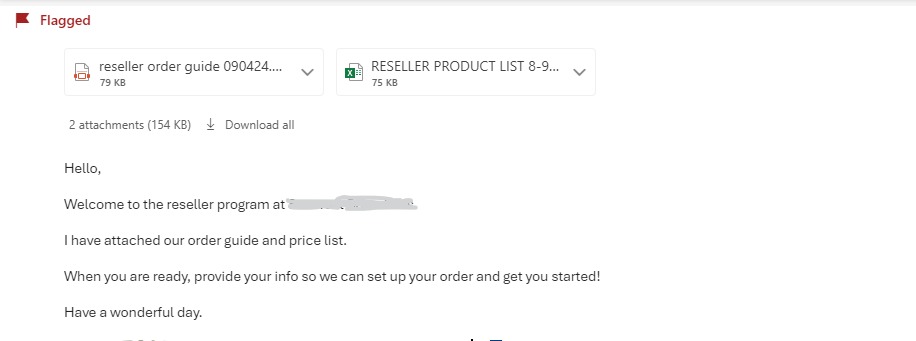 Flagged
reseller order guide 090424.... RESELLER PRODUCT LIST 8-9...
79 KB 75 KB
2 attachments (154 KB) Download all
Hello,
Welcome to the reseller program at
I have attached our order guide and price list.
When you are ready, provide your info so we can set up your order and get you started!
Have a wonderful day.